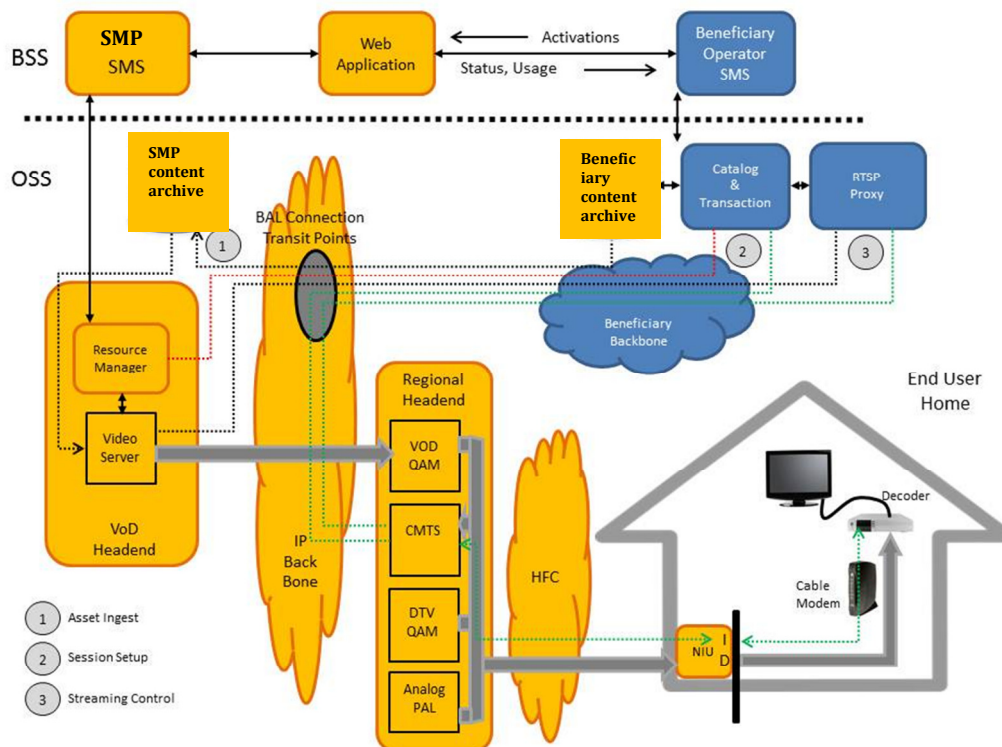 BSS
SMP
SMS
Web
Application
Activations
Status, Usage
Beneficiary
Operator
SMS
OSS
SMP
content
archive
BAL Connection
Transit Points
1
Benefic
iary
content
archive
Catalog
&
Transaction
RTSP
Proxy
2
3
Beneficiary
Backbone
Resource
Manager
Video
Server
VoD
Headend
IP
Back
Bone
Regional
Headend
VOD
QAM
CMTS
DTV
QAM
Analog
PAL
HFC
End User
Home
Decoder
Cable
Modem
NIU
I
D
1 Asset Ingest
2 Session Setup
3 Streaming Control